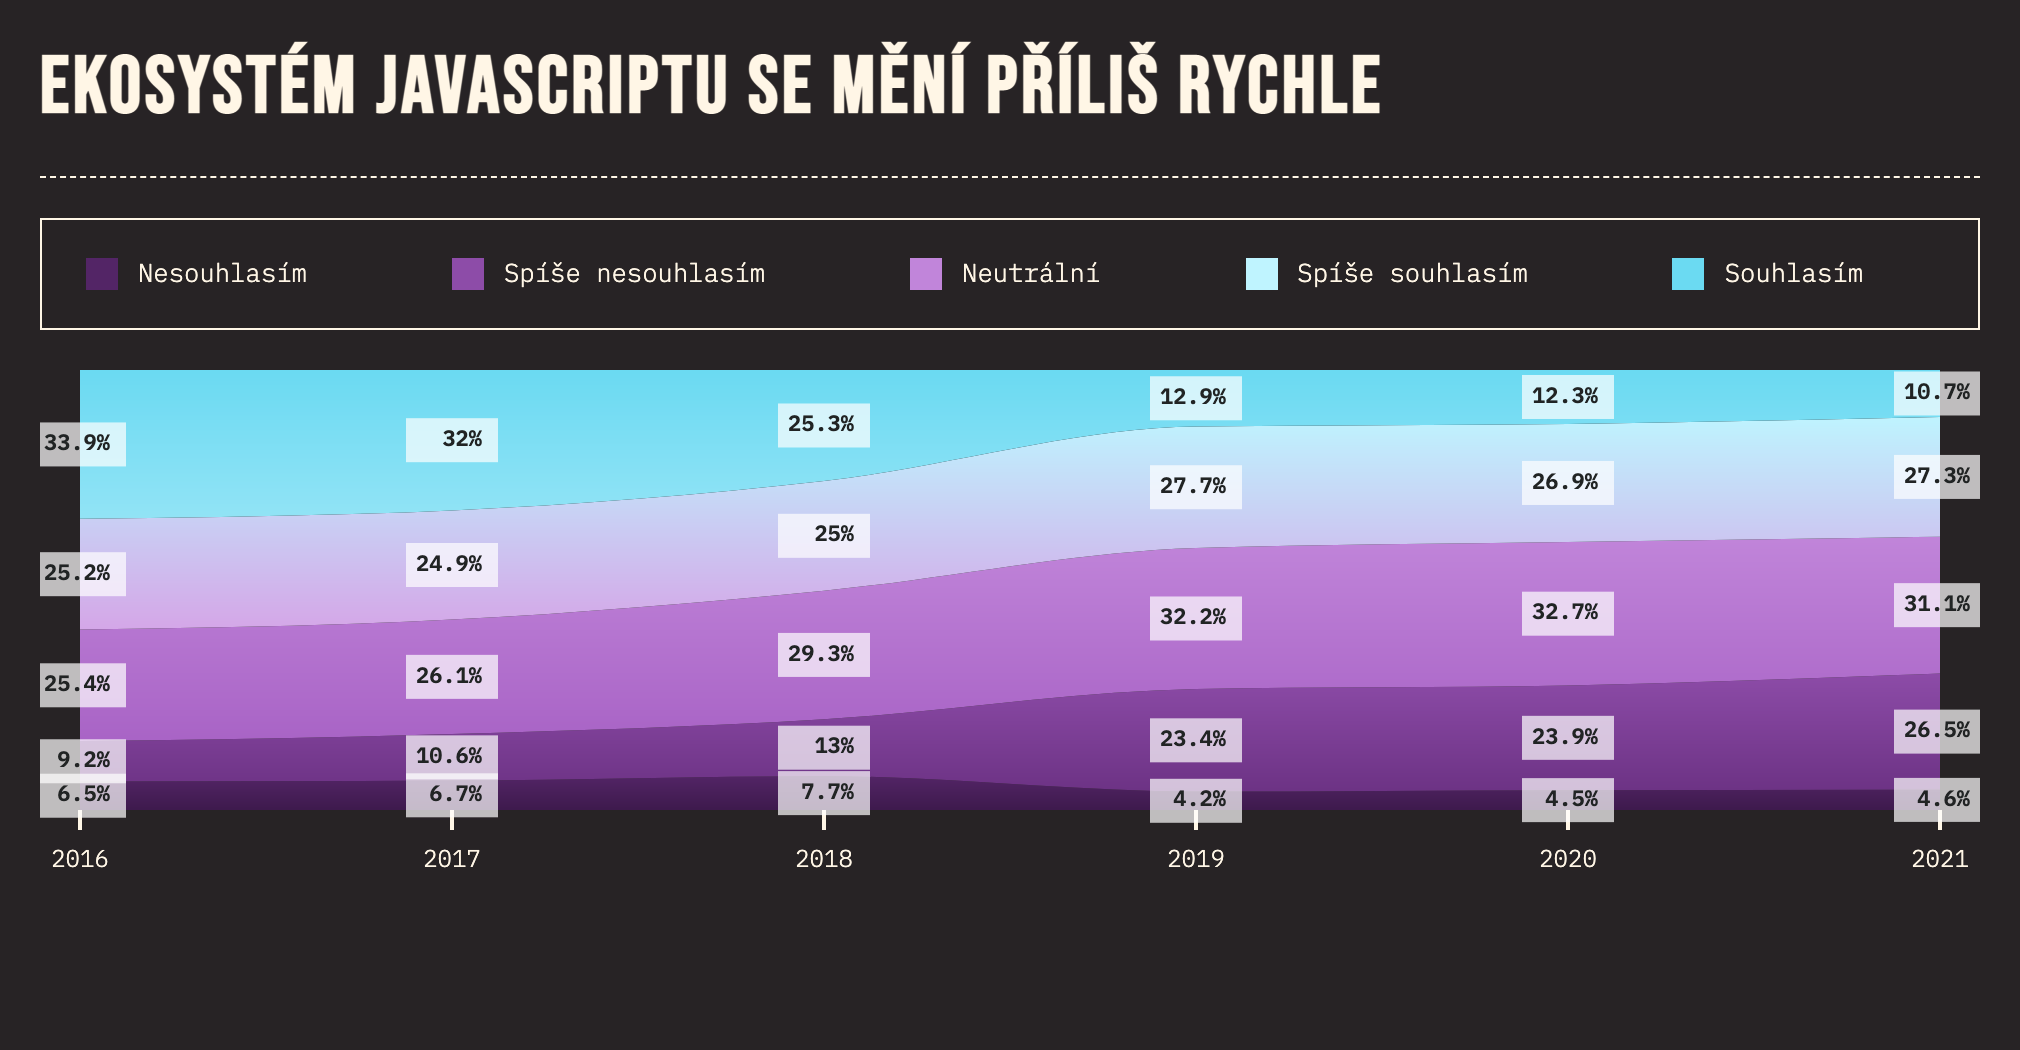 EKOSYSTÉM JAVASCRIPTU SE MĚNÍ PŘÍLIŠ RYCHLE
Nesouhlasím Spíše nesouhlasím Neutrální Spíše souhlasím Souhlasím
33.9% 32% 25.3% 12.9% 12.3% 10.7%
25.2% 24.9% 25% 27.7% 26.9% 27.3%
25.4% 26.1% 29.3% 32.2% 32.7% 31.1%
9.2% 10.6% 13% 23.4% 23.9% 26.5%
6.5% 6.7% 7.7% 4.2% 4.5% 4.6%
2016 2017 2018 2019 2020 2021